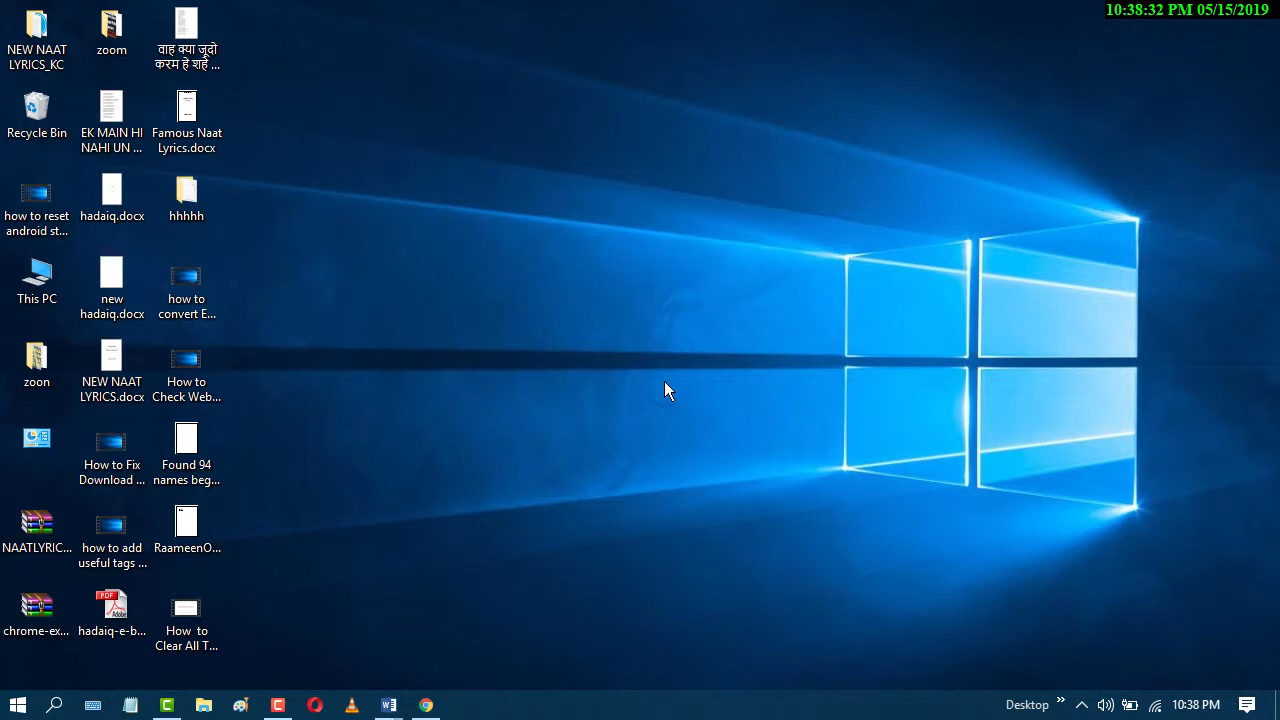 10:38:32 PM 05/15/2019
NEW NAAT
LYRICS_KC
zoom
वाह क्या जूदो
करम है शहे ...
Recycle Bin
EK MAIN HI
NAHI UN ...
Famous Naat
Lyrics.docx
how to reset
android st...
hadaiq.docx
hhhhh
This PC
new
hadaiq.docx
how to
convert E...
zoon
NEW NAAT
LYRICS.docx
How to
Check Web...
How to Fix
Download ...
Found 94
names beg...
NAATLYRIC...
how to add
useful tags ...
RaameenO...
chrome-ex...
hadaiq-e-b...
How to
Clear All T...
Desktop
10:38 PM